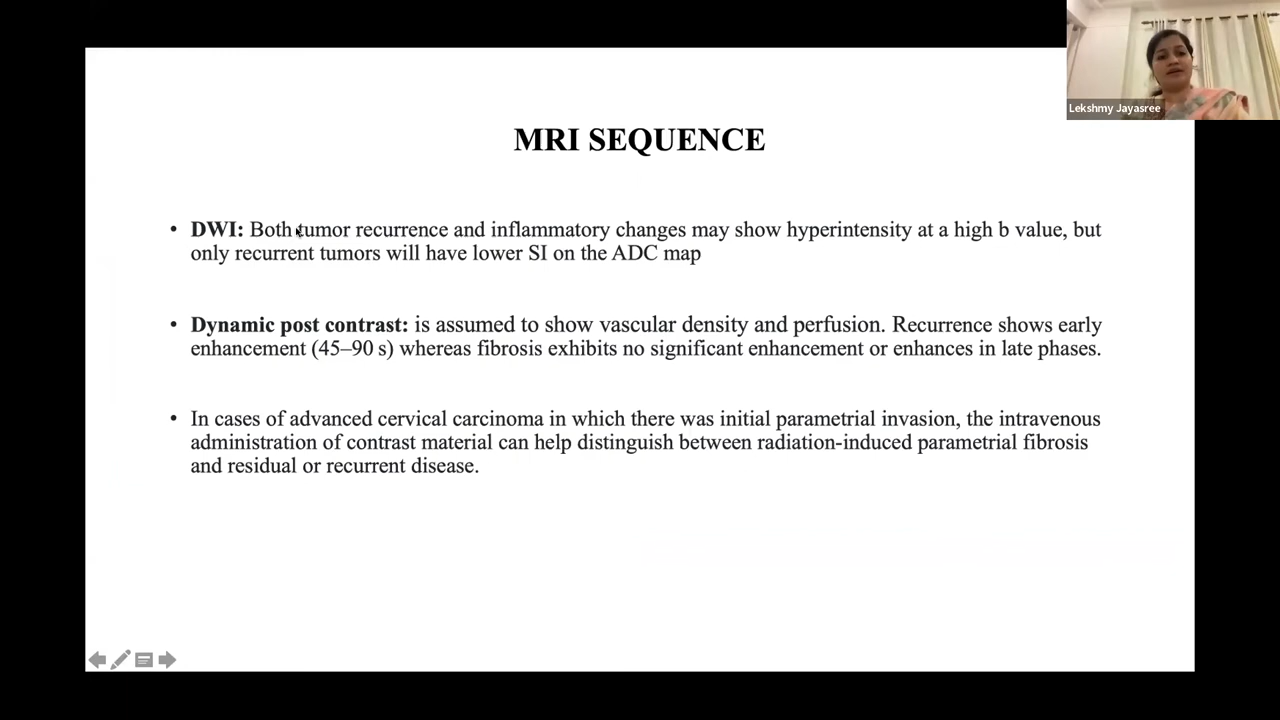 Lekshmy Jayasree
MRI SEQUENCE
• DWI: Both tumor recurrence and inflammatory changes may show hyperintensity at a high b value, but
only recurrent tumors will have lower SI on the ADC map
• Dynamic post contrast: is assumed to show vascular density and perfusion. Recurrence shows early
enhancement (45–90 s) whereas fibrosis exhibits no significant enhancement or enhances in late phases.
• In cases of advanced cervical carcinoma in which there was initial parametrial invasion, the intravenous
administration of contrast material can help distinguish between radiation-induced parametrial fibrosis
and residual or recurrent disease.